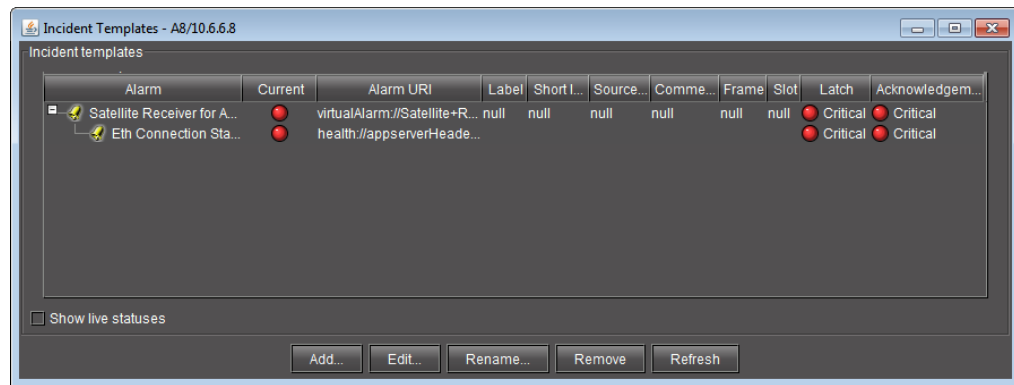 Incident Templates - A8/10.6.6.8
Incident templates
Alarm Current Alarm URI Label Short I... Source... Comme... Frame Slot Latch Acknowledgem...
Satellite Receiver for A... virtualAlarm://Satellite+R... null null null null null null Critical Critical
Eth Connection Sta... health://appserverHeade... Critical Critical
Show live statuses
Add... Edit... Rename... Remove Refresh